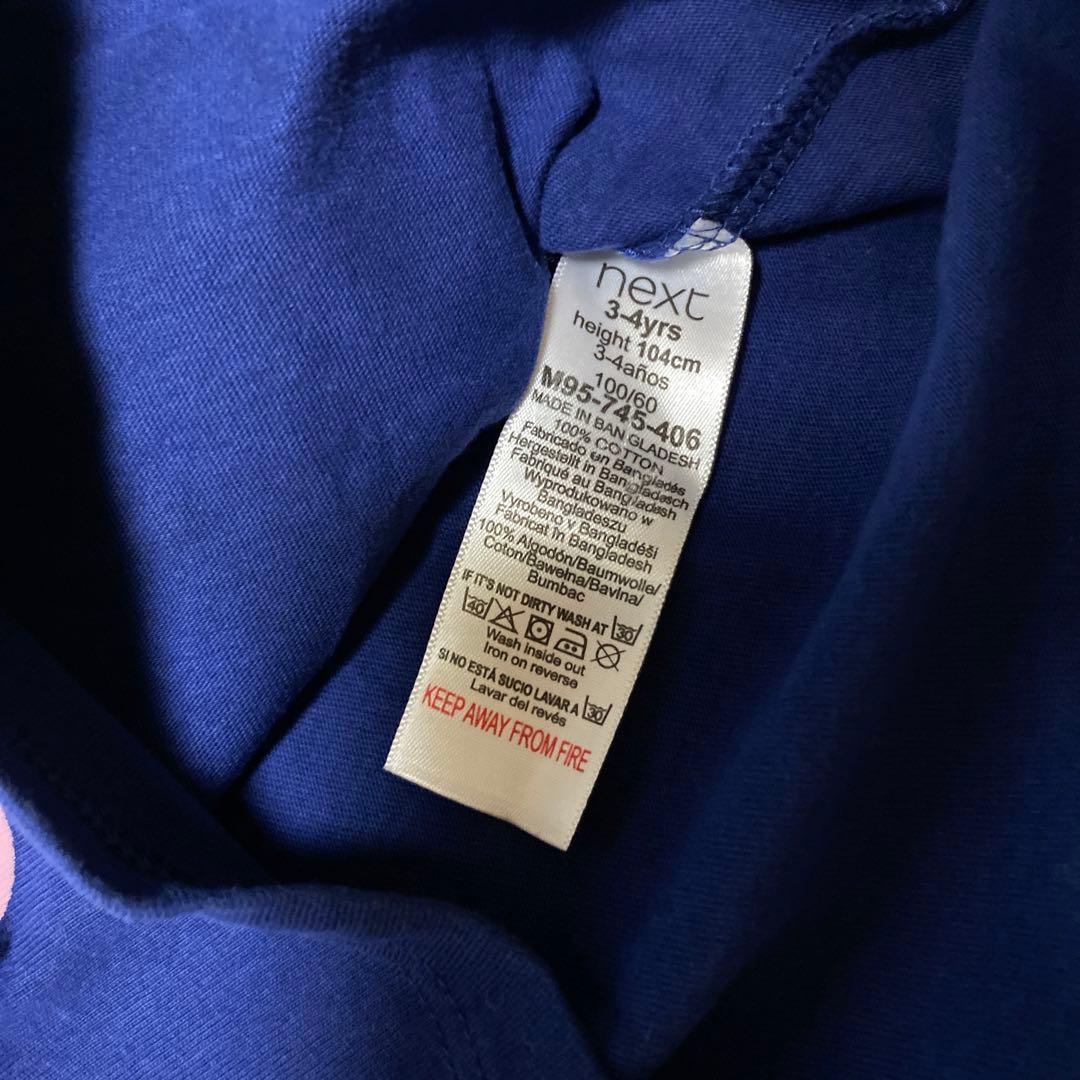 next
3-4yrs
height 104cm
3-4años
100/60
M95-745-406
MADE IN BANGLADESH
100% COTTON
Fabricado en Bangladés
Hergestellt in Bangladesch
Fabriqué au Bangladesh
Wyprodukowano w
Bangladeszu
Vyrobeno v Bangladéši
Fabricat in Bangladesh
100% Algodón/Baumwolle/
Coton/Bawełna/Bavlna/
Bumbac
IF IT'S NOT DIRTY WASH AT 30
40
Wash inside out
Iron on reverse
SI NO ESTÁ SUCIO LAVAR A 30
Lavar del revés
KEEP AWAY FROM FIRE